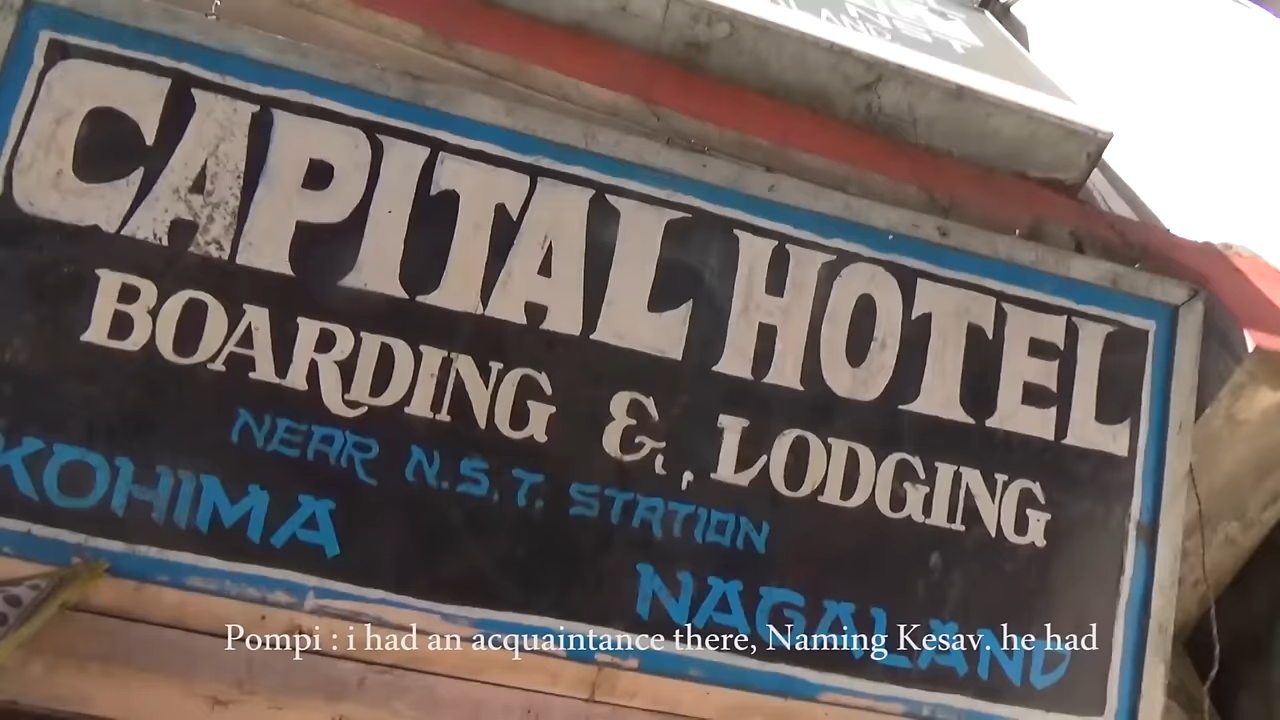 CAPITAL HOTEL
BOARDING & LODGING
NEAR N.S.T. STATION
KOHIMA
NAGALAND
Pompi : i had an acquaintance there, Naming Kesav. he had